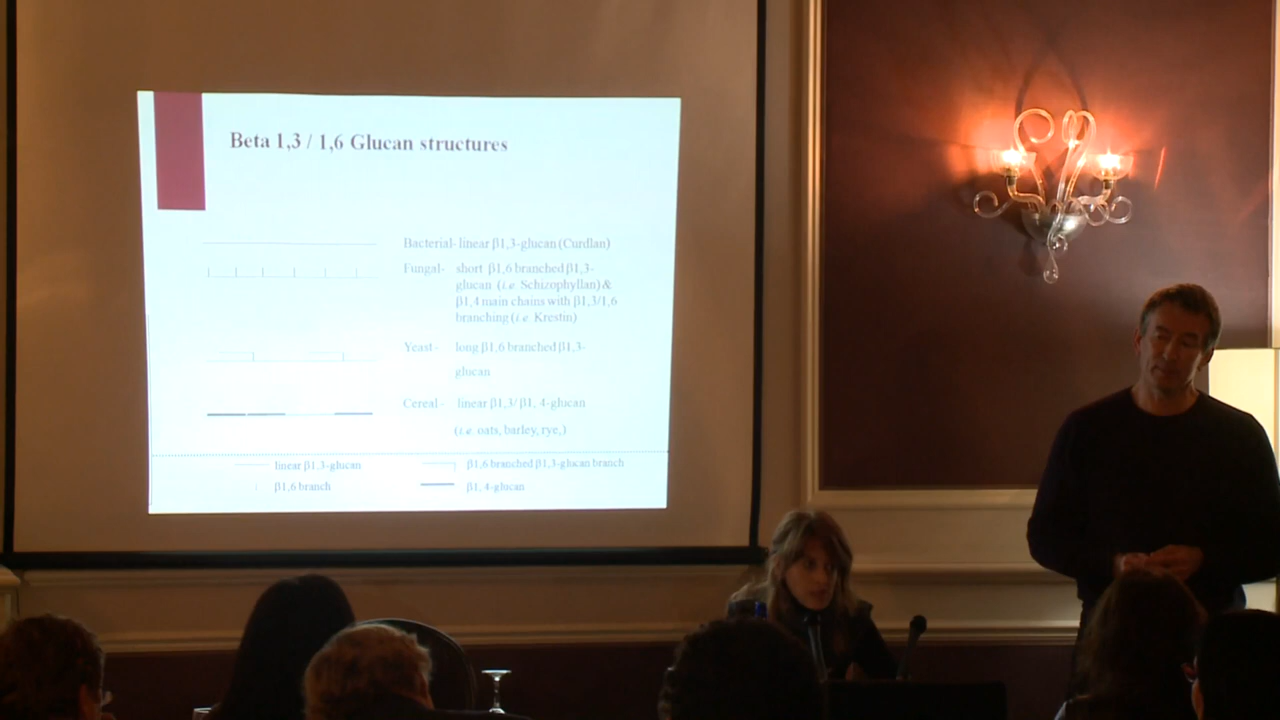 Beta 1,3 / 1,6 Glucan structures
Bacterial- linear β1,3-glucan (Curdlan)
Fungal- short β1,6 branched β1,3-
glucan (i.e. Schizophyllan) &
β1,4 main chains with β1,3/1,6
branching (i.e. Krestin)
Yeast- long β1,6 branched β1,3-
glucan
Cereal- linear β1,3/ β1, 4-glucan
(i.e. oats, barley, rye,)
linear β1,3-glucan
β1,6 branched β1,3-glucan branch
β1,6 branch
β1, 4-glucan